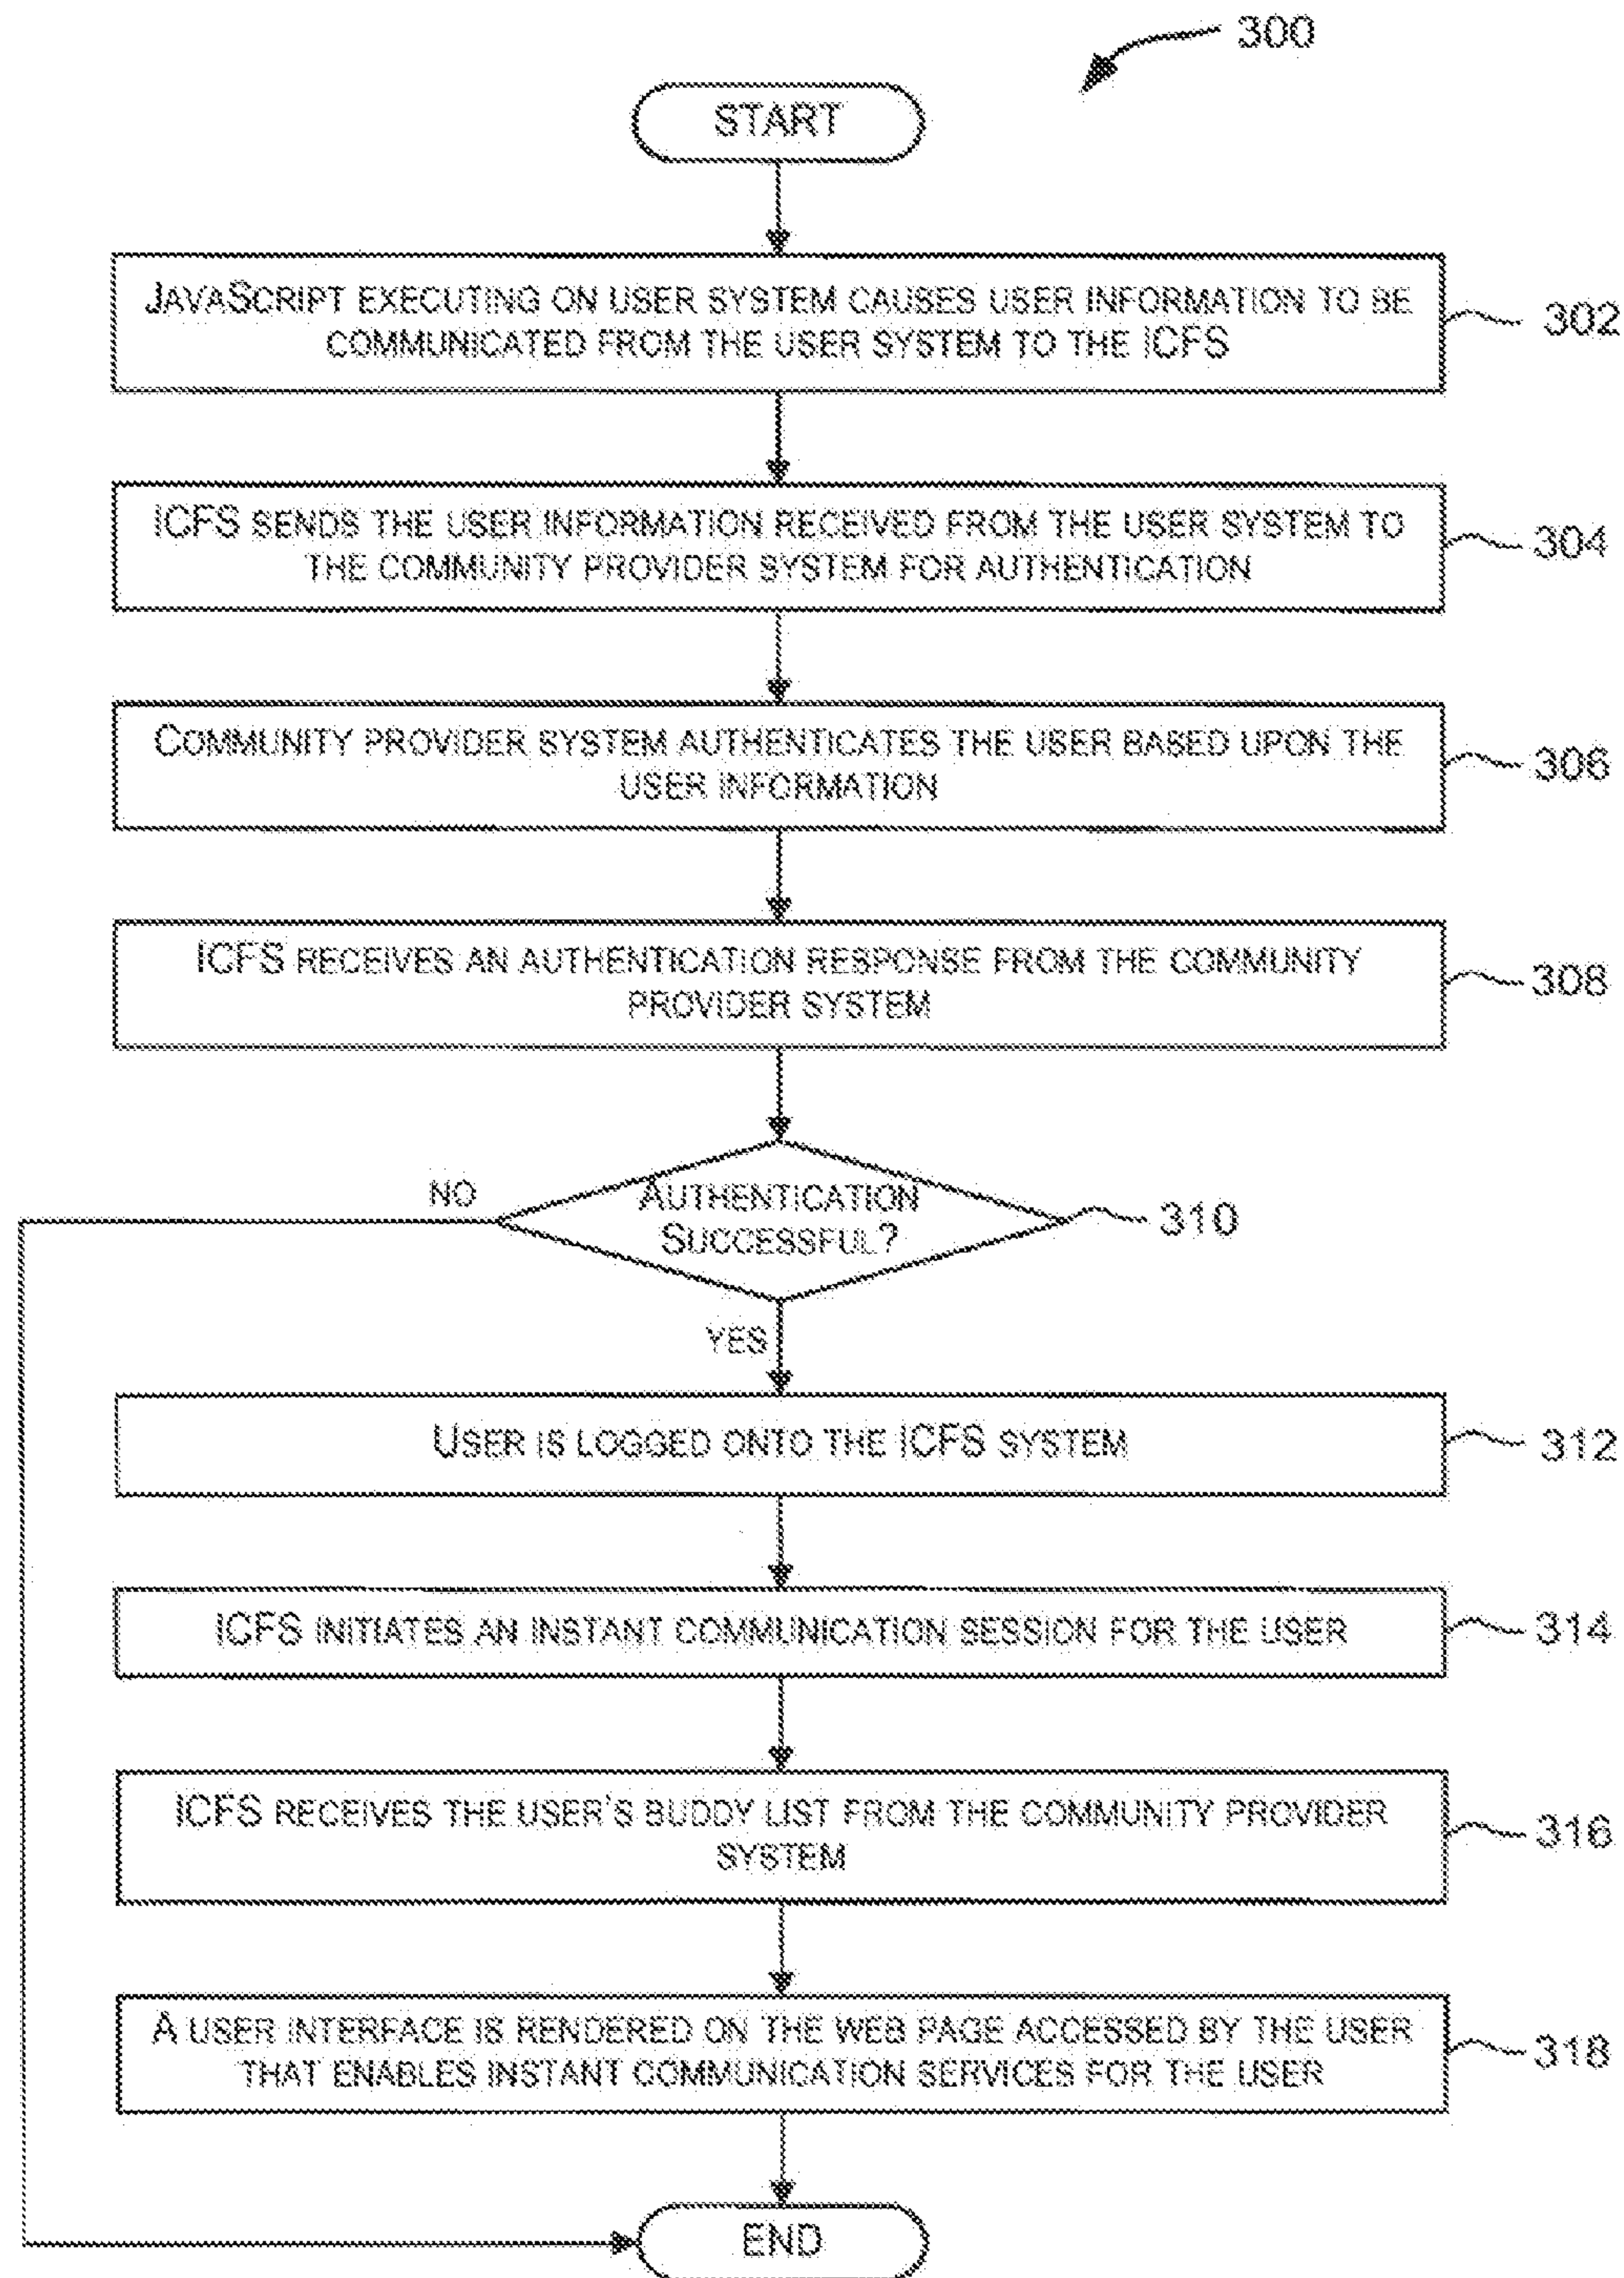 300
START
JAVASCRIPT EXECUTING ON USER SYSTEM CAUSES USER INFORMATION TO BE
COMMUNICATED FROM THE USER SYSTEM TO THE ICFS
302
ICFS SENDS THE USER INFORMATION RECEIVED FROM THE USER SYSTEM TO
THE COMMUNITY PROVIDER SYSTEM FOR AUTHENTICATION
304
COMMUNITY PROVIDER SYSTEM AUTHENTICATES THE USER BASED UPON THE
USER INFORMATION
306
ICFS RECEIVES AN AUTHENTICATION RESPONSE FROM THE COMMUNITY
PROVIDER SYSTEM
308
NO
AUTHENTICATION
SUCCESSFUL?
310
YES
USER IS LOGGED ONTO THE ICFS SYSTEM
312
ICFS INITIATES AN INSTANT COMMUNICATION SESSION FOR THE USER
314
ICFS RECEIVES THE USER'S BUDDY LIST FROM THE COMMUNITY PROVIDER
SYSTEM
316
A USER INTERFACE IS RENDERED ON THE WEB PAGE ACCESSED BY THE USER
THAT ENABLES INSTANT COMMUNICATION SERVICES FOR THE USER
318
END